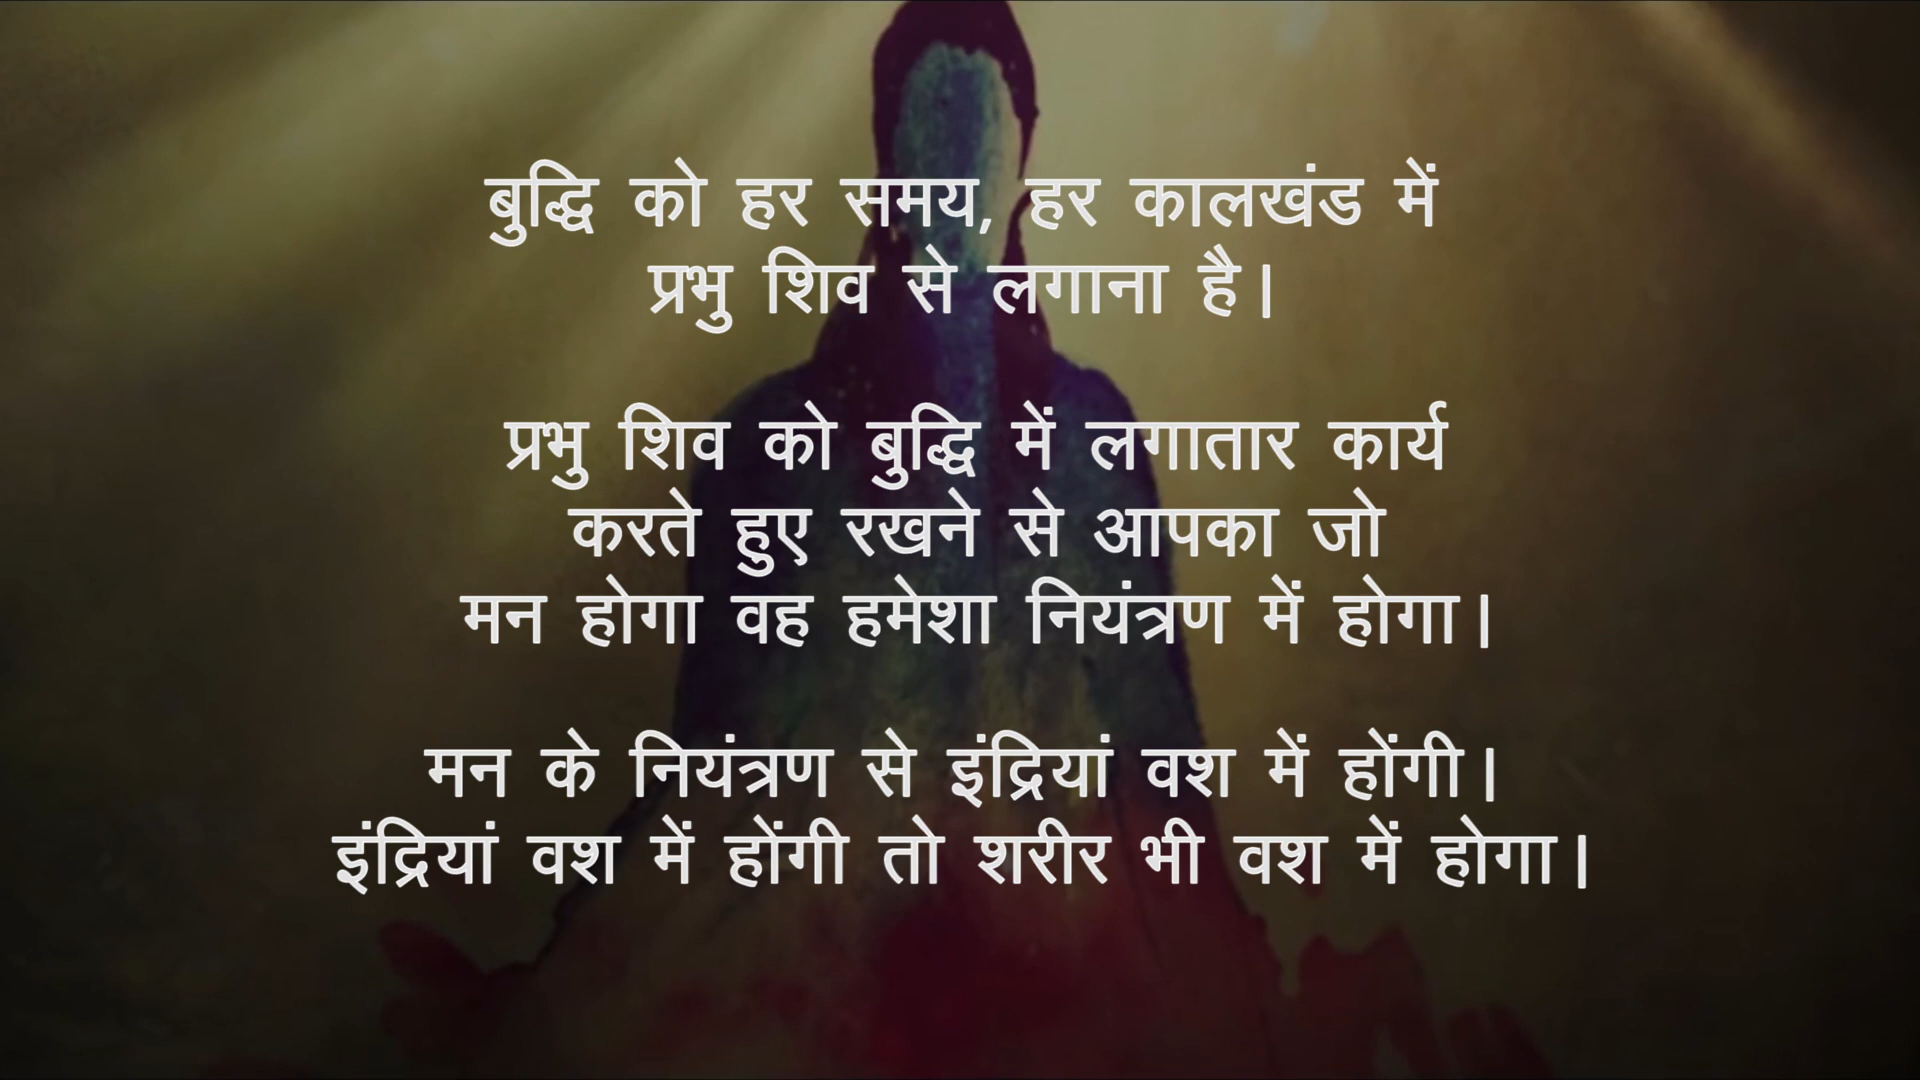 बुद्धि को हर समय, हर कालखंड में
प्रभु शिव से लगाना है।
प्रभु शिव को बुद्धि में लगातार कार्य
करते हुए रखने से आपका जो
मन होगा वह हमेशा नियंत्रण में होगा।
मन के नियंत्रण से इंद्रियां वश में होंगी।
इंद्रियां वश में होंगी तो शरीर भी वश में होगा।